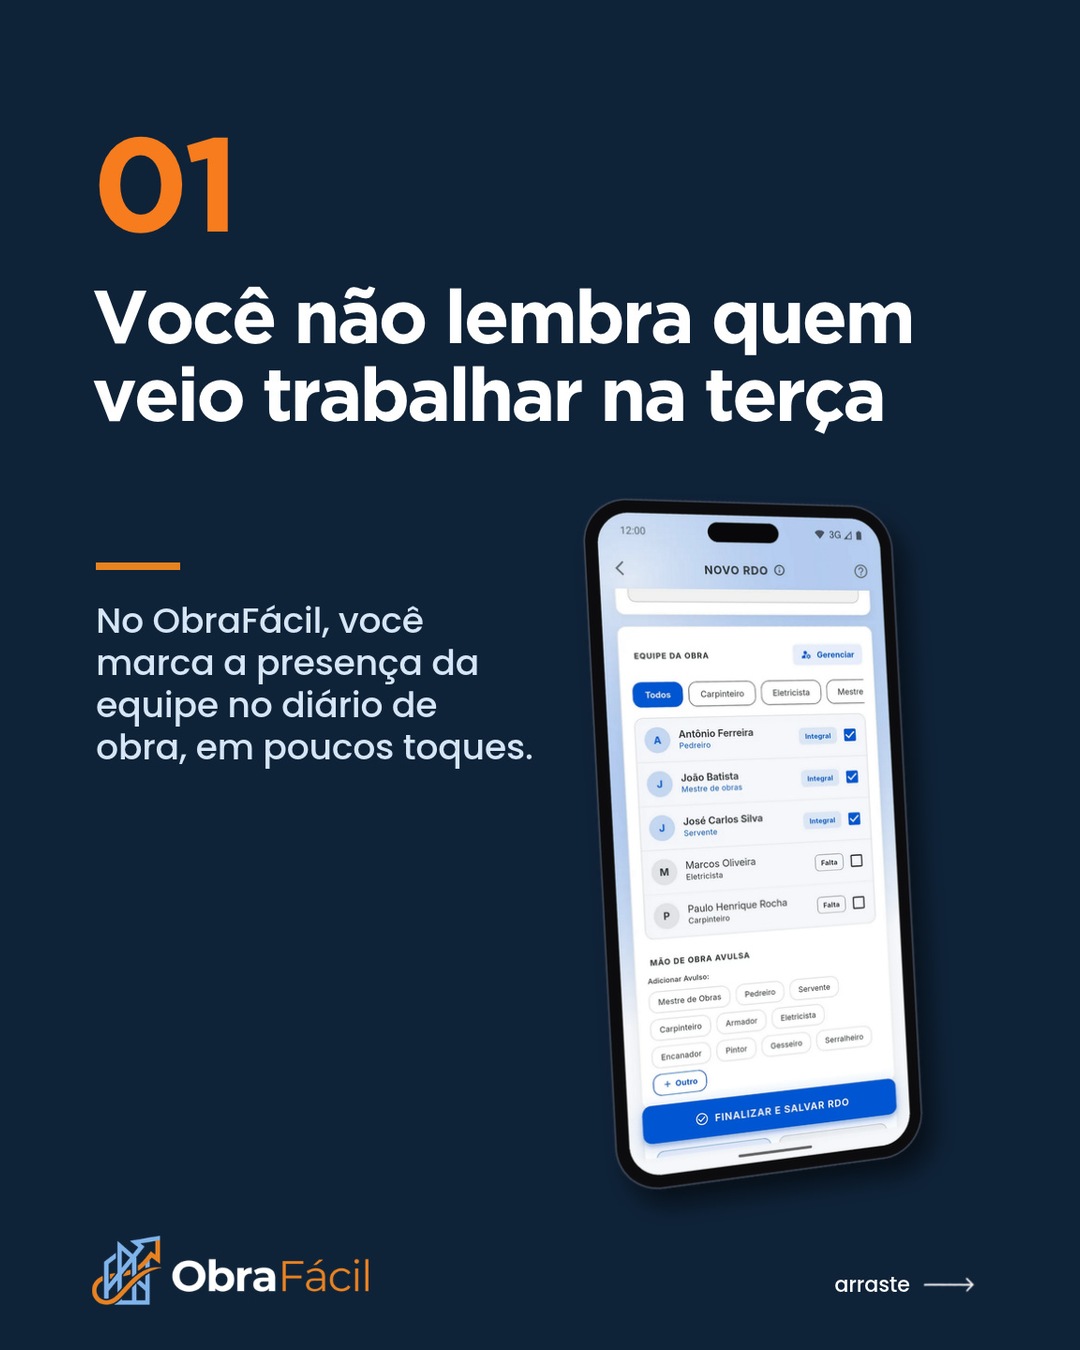 01
Você não lembra quem
veio trabalhar na terça
No ObraFácil, você
marca a presença da
equipe no diário de
obra, em poucos toques.
12:00
3G
NOVO RDO
EQUIPE DA OBRA
Gerenciar
Todos Carpinteiro Eletricista Mestre
A Antônio Ferreira Integral
Pedreiro
J João Batista Integral
Mestre de obras
J José Carlos Silva Integral
Servente
M Marcos Oliveira Falta
Eletricista
P Paulo Henrique Rocha Falta
Carpinteiro
MÃO DE OBRA AVULSA
Adicionar Avulso:
Mestre de Obras Pedreiro Servente
Carpinteiro Armador Eletricista
Encanador Pintor Gesseiro Serralheiro
+ Outro
FINALIZAR E SALVAR RDO
ObraFácil
arraste